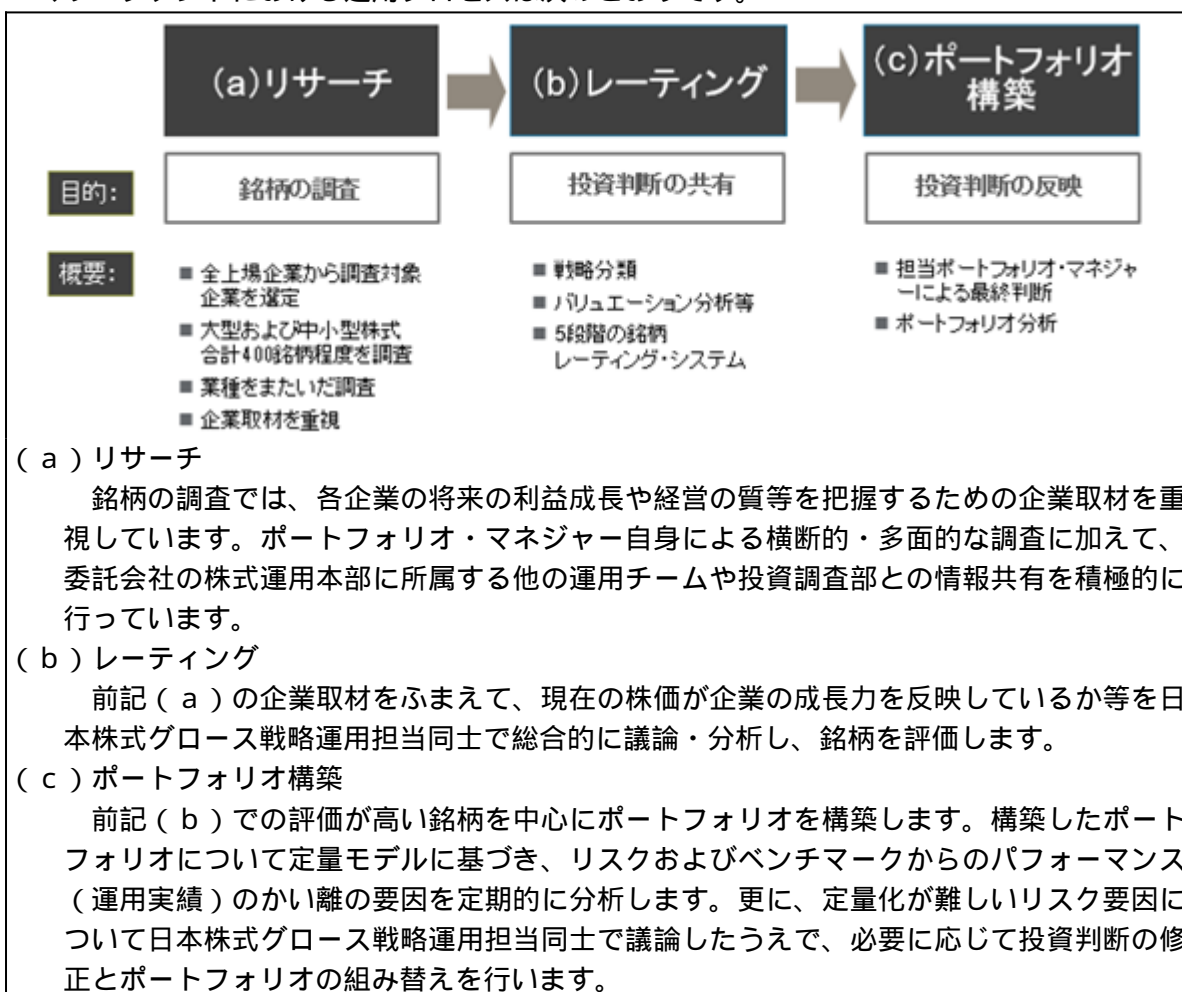 (a)リサーチ
(b)レーティング
(c)ポートフォリオ
構築
目的:
銘柄の調査
投資判断の共有
投資判断の反映
概要:
■ 全上場企業から調査対象
企業を選定
■ 大型および中小型株式
合計400銘柄程度を調査
■ 業種をまたいだ調査
■ 企業取材を重視
■ 戦略分類
■ バリュエーション分析等
■ 5段階の銘柄
レーティング・システム
■ 担当ポートフォリオ・マネジャ
ーによる最終判断
■ ポートフォリオ分析
(a)リサーチ
銘柄の調査では、各企業の将来の利益成長や経営の質等を把握するための企業取材を重
視しています。ポートフォリオ・マネジャー自身による横断的・多面的な調査に加えて、
委託会社の株式運用本部に所属する他の運用チームや投資調査部との情報共有を積極的に
行っています。
(b)レーティング
前記(a)の企業取材をふまえて、現在の株価が企業の成長力を反映しているか等を日
本株式グロース戦略運用担当同士で総合的に議論・分析し、銘柄を評価します。
(c)ポートフォリオ構築
前記(b)での評価が高い銘柄を中心にポートフォリオを構築します。構築したポート
フォリオについて定量モデルに基づき、リスクおよびベンチマークからのパフォーマンス
(運用実績)のかい離の要因を定期的に分析します。更に、定量化が難しいリスク要因に
ついて日本株式グロース戦略運用担当同士で議論したうえで、必要に応じて投資判断の修
正とポートフォリオの組み替えを行います。